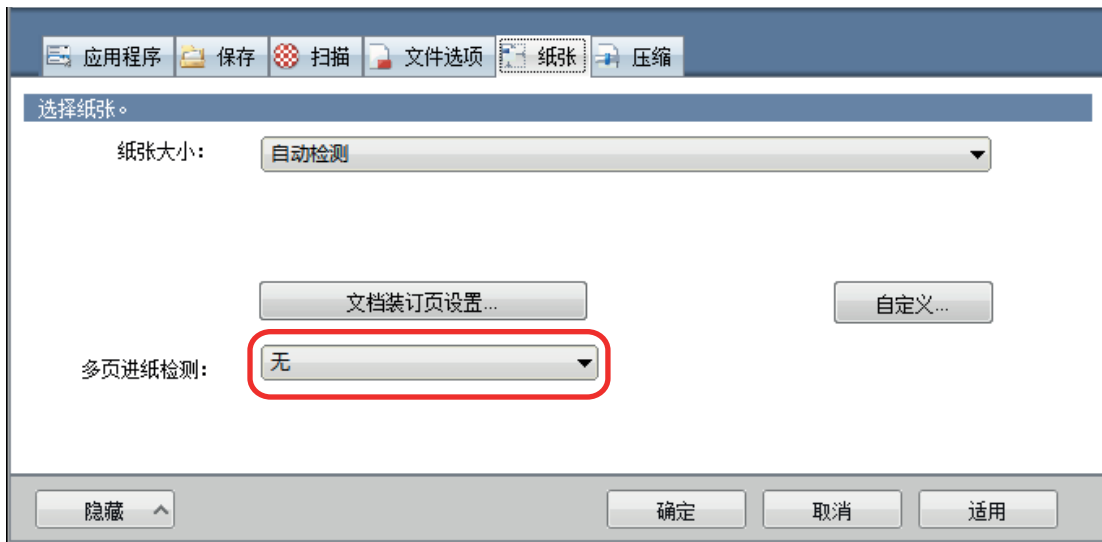 应用程序 保存 扫描 文件选项 纸张 压缩
选择纸张。
纸张大小: 自动检测
文档装订页设置... 自定义...
多页进纸检测: 无
隐藏 确定 取消 适用